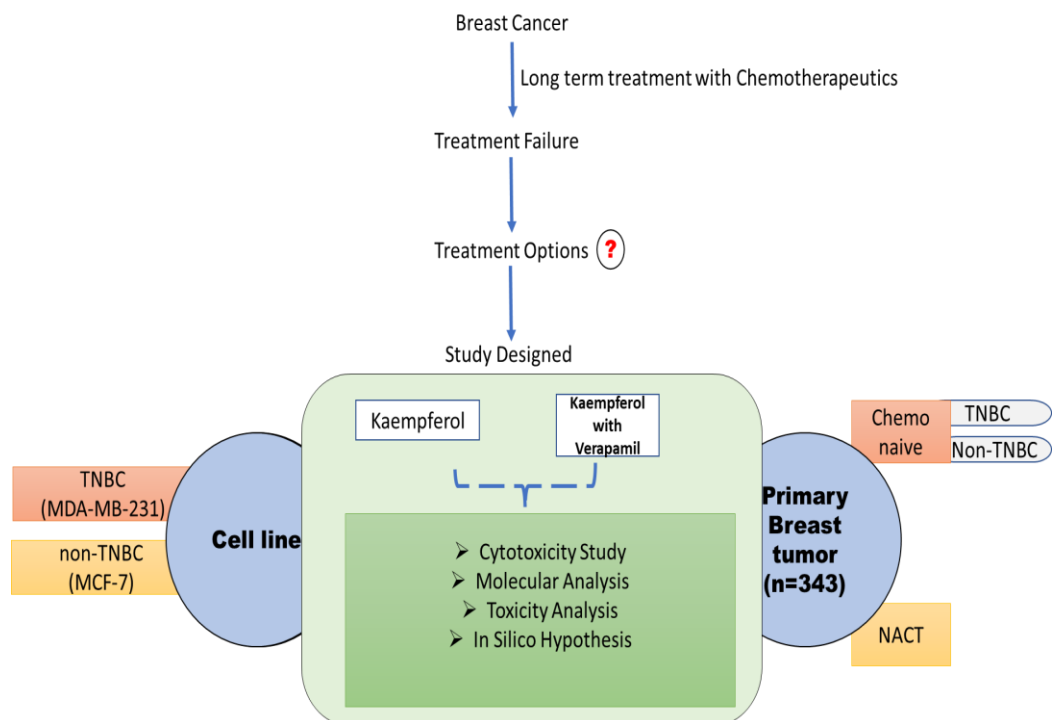 Breast Cancer
Long term treatment with Chemotherapeutics
Treatment Failure
Treatment Options ?
Study Designed
Kaempferol
Kaempferol
with
Verapamil
Chemo
naive
TNBC
Non-TNBC
TNBC
(MDA-MB-231)
non-TNBC
(MCF-7)
Cell line
➢ Cytotoxicity Study
➢ Molecular Analysis
➢ Toxicity Analysis
➢ In Silico Hypothesis
Primary
Breast
tumor
(n=343)
NACT